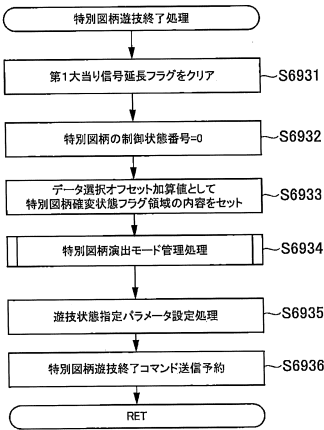 特別図柄遊技終了処理
第1大当り信号延長フラグをクリア
S6931
特別図柄の制御状態番号=0
S6932
データ選択オフセット加算値として
特別図柄確変状態フラグ領域の内容をセット
S6933
特別図柄演出モード管理処理
S6934
遊技状態指定パラメータ設定処理
S6935
特別図柄遊技終了コマンド送信予約
S6936
RET